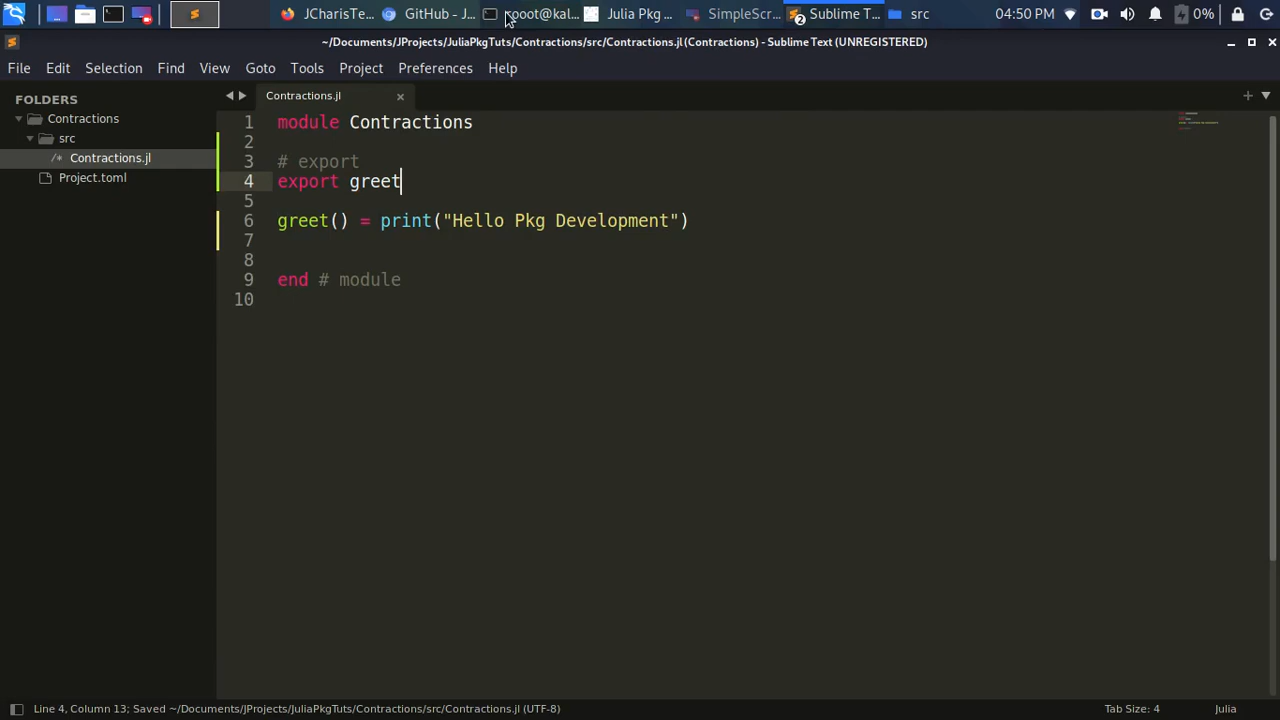 JCharisTe...
GitHub - J...
root@kal...
Julia Pkg ...
SimpleScr...
Sublime T...
2
src
04:50 PM
0%
~/Documents/JProjects/JuliaPkgTuts/Contractions/src/Contractions.jl (Contractions) - Sublime Text (UNREGISTERED)
File Edit Selection Find View Goto Tools Project Preferences Help
FOLDERS
Contractions
src
/* Contractions.jl
Project.toml
Contractions.jl
1 module Contractions
2
3 # export
4 export greet
5
6 greet() = print("Hello Pkg Development")
7
8
9 end # module
10
Line 4, Column 13; Saved ~/Documents/JProjects/JuliaPkgTuts/Contractions/src/Contractions.jl (UTF-8)
Tab Size: 4
Julia